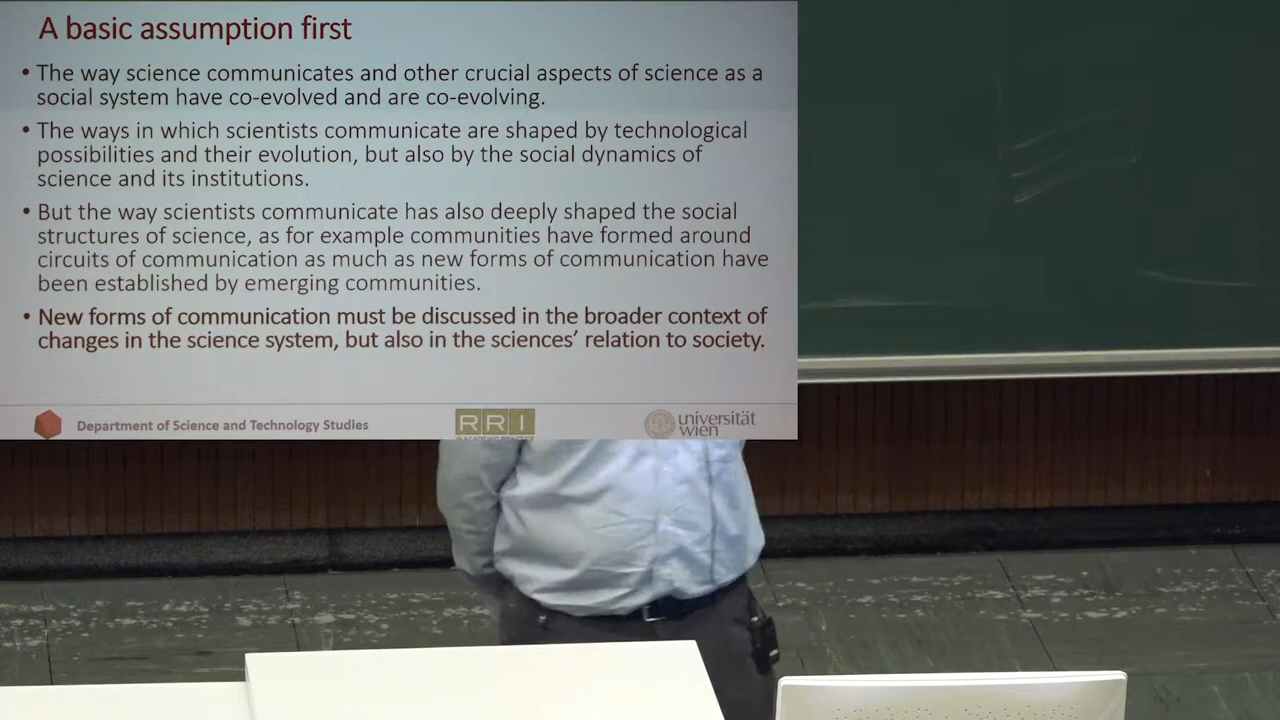 A basic assumption first
• The way science communicates and other crucial aspects of science as a
social system have co-evolved and are co-evolving.
• The ways in which scientists communicate are shaped by technological
possibilities and their evolution, but also by the social dynamics of
science and its institutions.
• But the way scientists communicate has also deeply shaped the social
structures of science, as for example communities have formed around
circuits of communication as much as new forms of communication have
been established by emerging communities.
• New forms of communication must be discussed in the broader context of
changes in the science system, but also in the sciences’ relation to society.
Department of Science and Technology Studies
RRI
universität
wien